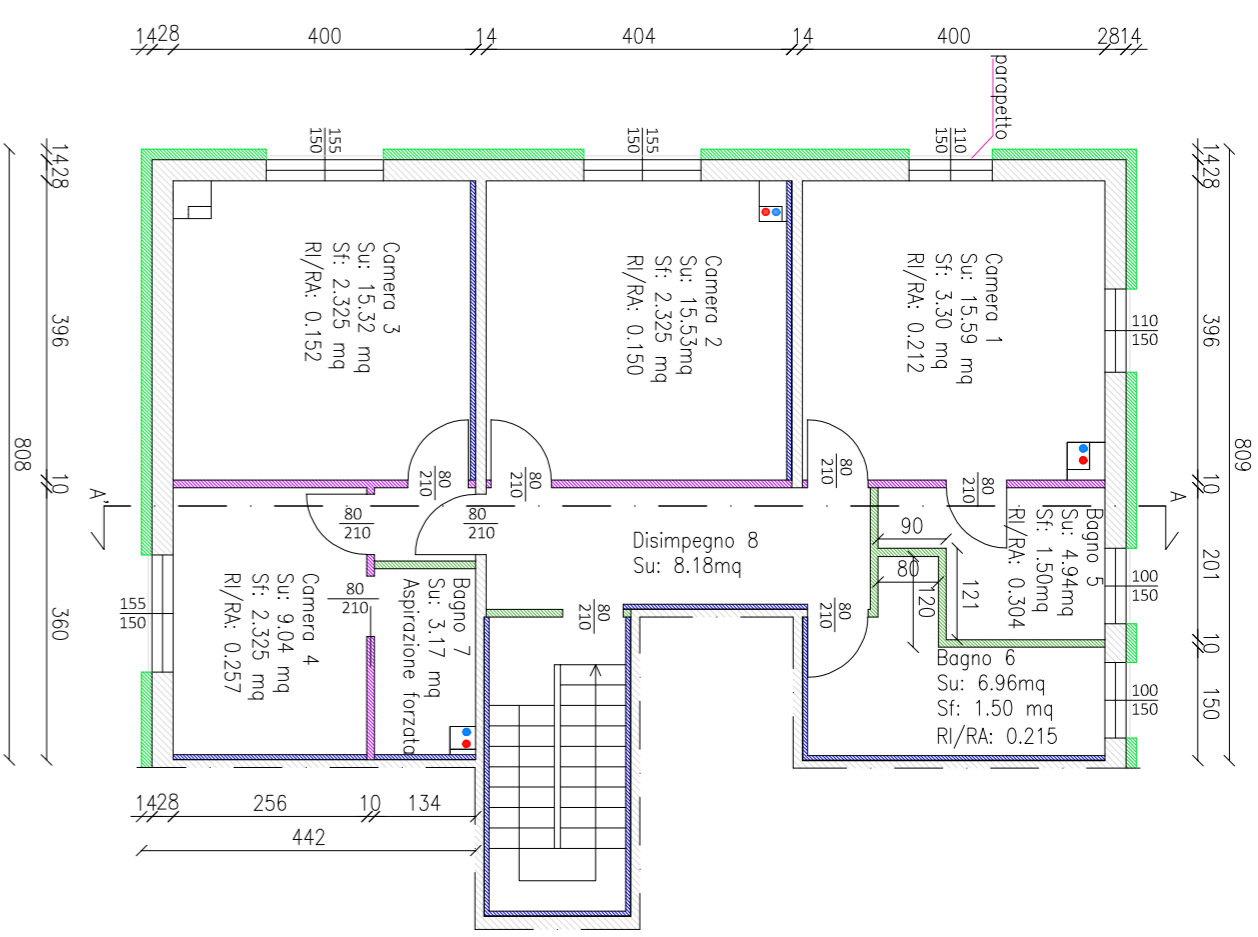 14 28 400 14 404 14 400 28 14
parapetto
155
150
155
150
110
150
14 28 396 10 360
808
14 28 396 10 201 10 150
809
Camera 3
Su: 15.32 mq
Sf: 2.325 mq
RI/RA: 0.152
Camera 2
Su: 15.53mq
Sf: 2.325 mq
RI/RA: 0.150
Camera 1
Su: 15.59 mq
Sf: 3.30 mq
RI/RA: 0.212
110
150
80
210
80
210
80
210
80
210
A'
A
80
210
80
210
Disimpegno 8
Su: 8.18mq
90
80
120
121
Bagno 5
Su: 4.94mq
Sf: 1.50mq
RI/RA: 0.304
100
150
155
150
Camera 4
Su: 9.04 mq
Sf: 2.325 mq
RI/RA: 0.257
80
210
Bagno 7
Su: 3.17 mq
Aspirazione forzata
80
210
80
210
Bagno 6
Su: 6.96mq
Sf: 1.50 mq
RI/RA: 0.215
100
150
14 28 256 10 134
442